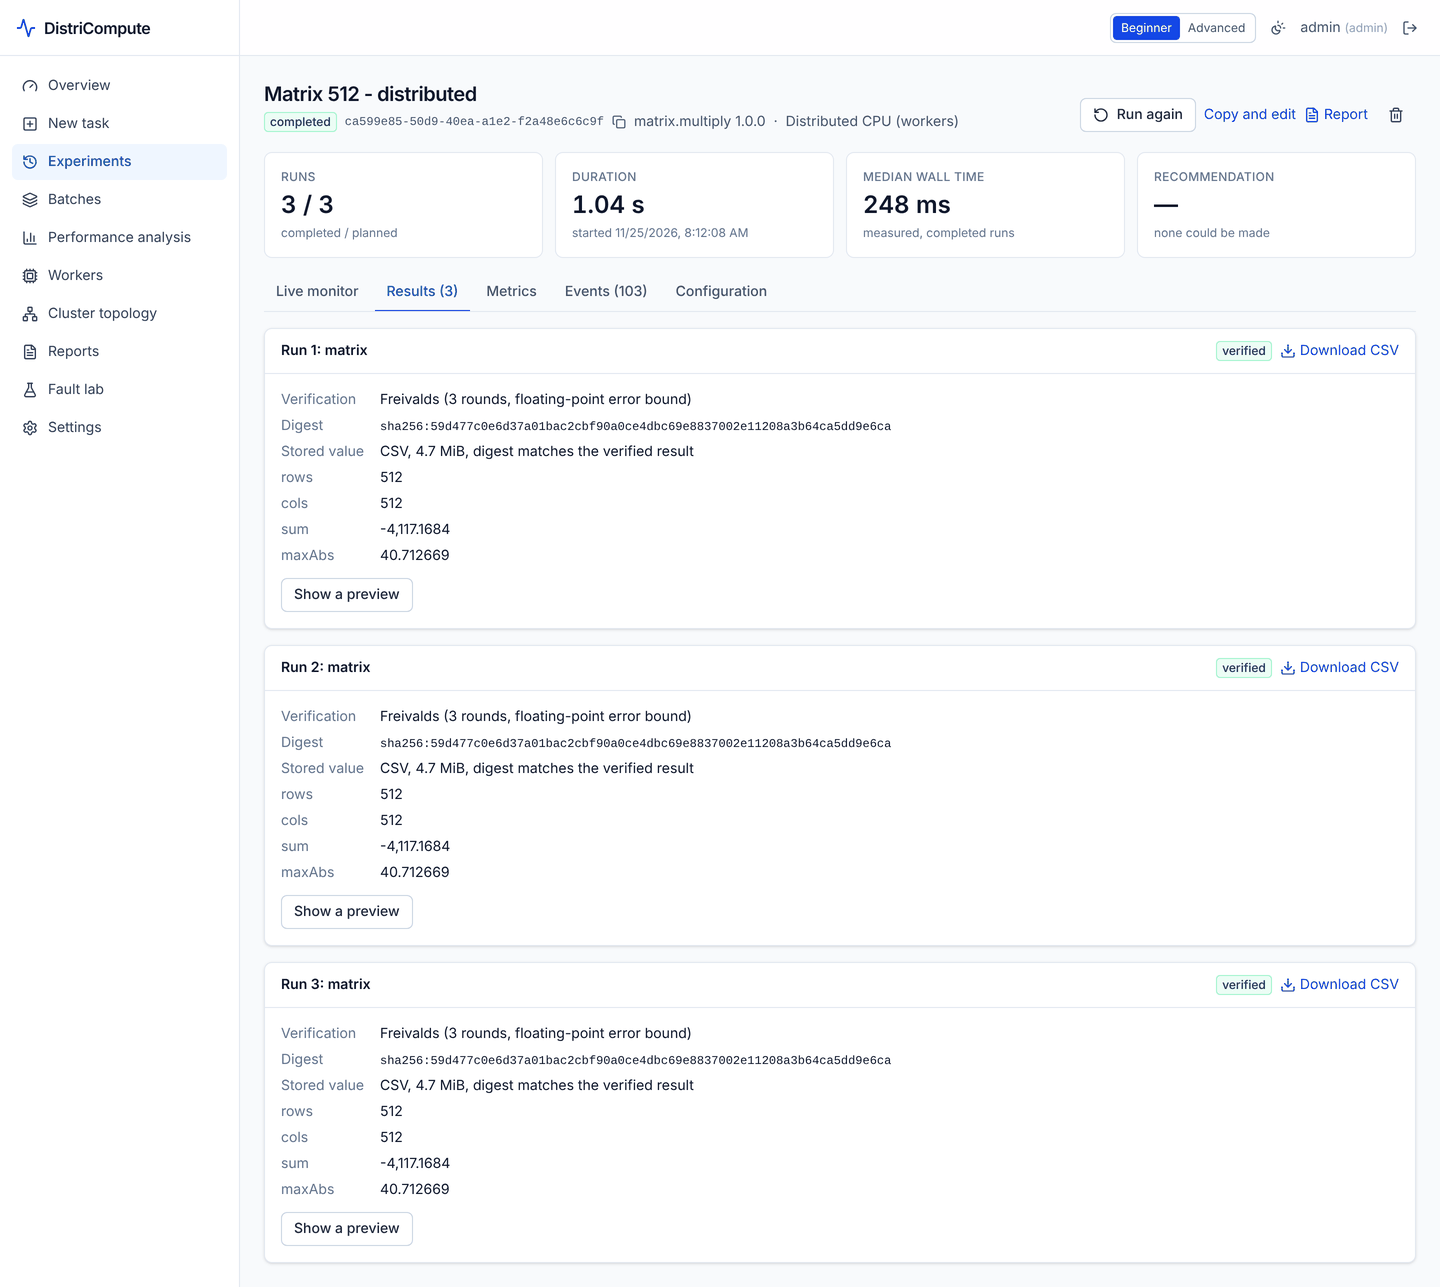 DistriCompute
Beginner Advanced admin (admin)
Overview
New task
Experiments
Batches
Performance analysis
Workers
Cluster topology
Reports
Fault lab
Settings
Matrix 512 - distributed
completed ca599e85-50d9-40ea-a1e2-f2a48e6c6c9f matrix.multiply 1.0.0 · Distributed CPU (workers)
Run again Copy and edit Report
RUNS
3 / 3
completed / planned
DURATION
1.04 s
started 11/25/2026, 8:12:08 AM
MEDIAN WALL TIME
248 ms
measured, completed runs
RECOMMENDATION
—
none could be made
Live monitor Results (3) Metrics Events (103) Configuration
Run 1: matrix verified Download CSV
Verification Freivalds (3 rounds, floating-point error bound)
Digest sha256:59d477c0e6d37a01bac2cbf90a0ce4dbc69e8837002e11208a3b64ca5dd9e6ca
Stored value CSV, 4.7 MiB, digest matches the verified result
rows 512
cols 512
sum -4,117.1684
maxAbs 40.712669
Show a preview
Run 2: matrix verified Download CSV
Verification Freivalds (3 rounds, floating-point error bound)
Digest sha256:59d477c0e6d37a01bac2cbf90a0ce4dbc69e8837002e11208a3b64ca5dd9e6ca
Stored value CSV, 4.7 MiB, digest matches the verified result
rows 512
cols 512
sum -4,117.1684
maxAbs 40.712669
Show a preview
Run 3: matrix verified Download CSV
Verification Freivalds (3 rounds, floating-point error bound)
Digest sha256:59d477c0e6d37a01bac2cbf90a0ce4dbc69e8837002e11208a3b64ca5dd9e6ca
Stored value CSV, 4.7 MiB, digest matches the verified result
rows 512
cols 512
sum -4,117.1684
maxAbs 40.712669
Show a preview